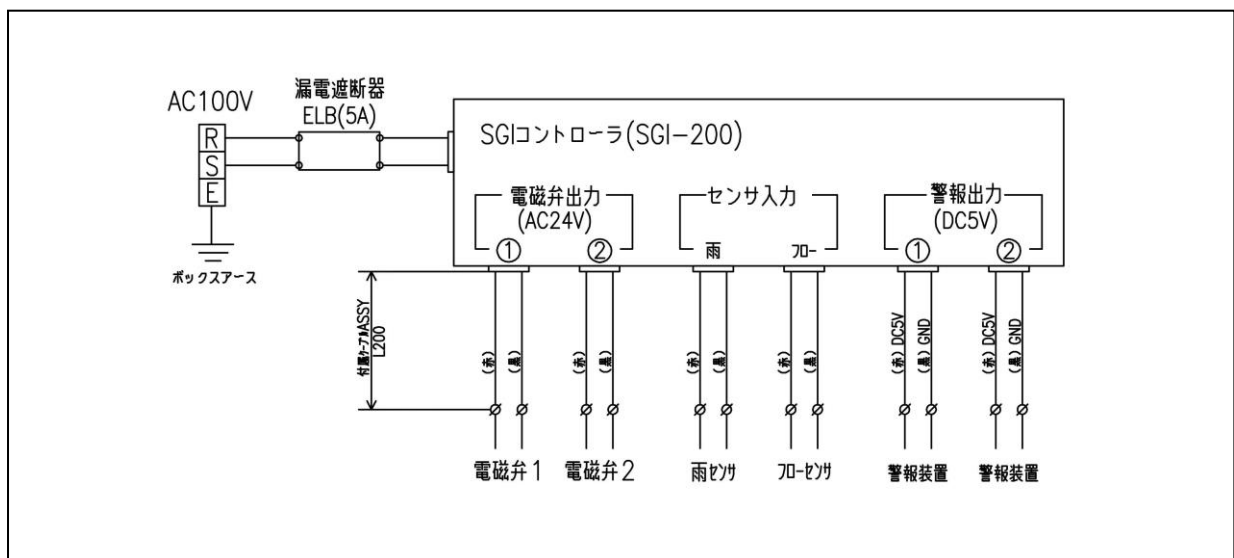 AC100V
漏電遮断器
ELB(5A)
R
S
E
ボックスアース
SGIコントローラ(SGI-200)
電磁弁出力
(AC24V)
① ②
センサ入力
雨 フロー
警報出力
(DC5V)
① ②
付属ケーブルASSY
L200
(赤) (黒) (赤) (黒) (赤) (黒) (赤) (黒) (赤) DC5V (黒) GND (赤) DC5V (黒) GND
電磁弁1 電磁弁2 雨センサ フローセンサ 警報装置 警報装置